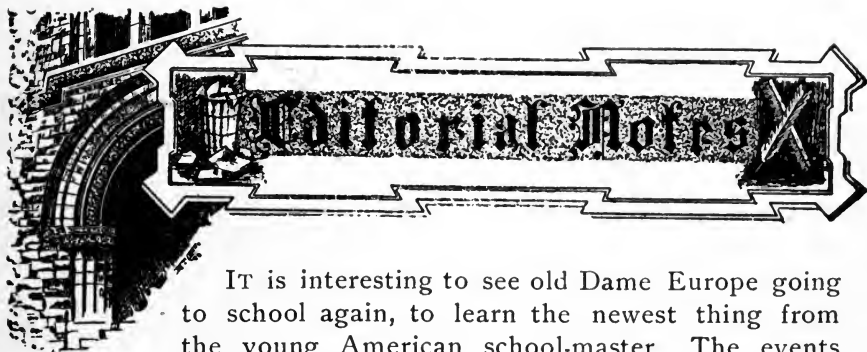 Editorial Notes
IT is interesting to see old Dame Europe going
to school again, to learn the newest thing from
the young American school-master. The events